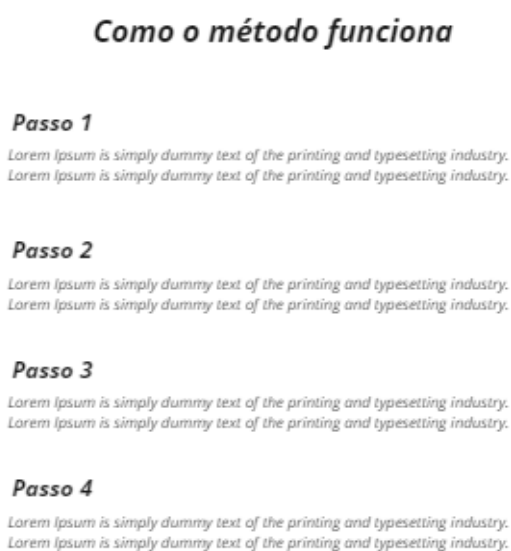 Como o método funciona
Passo 1
Lorem Ipsum is simply dummy text of the printing and typesetting industry.
Lorem Ipsum is simply dummy text of the printing and typesetting industry.
Passo 2
Lorem Ipsum is simply dummy text of the printing and typesetting industry.
Lorem Ipsum is simply dummy text of the printing and typesetting industry.
Passo 3
Lorem Ipsum is simply dummy text of the printing and typesetting industry.
Lorem Ipsum is simply dummy text of the printing and typesetting industry.
Passo 4
Lorem Ipsum is simply dummy text of the printing and typesetting industry.
Lorem Ipsum is simply dummy text of the printing and typesetting industry.